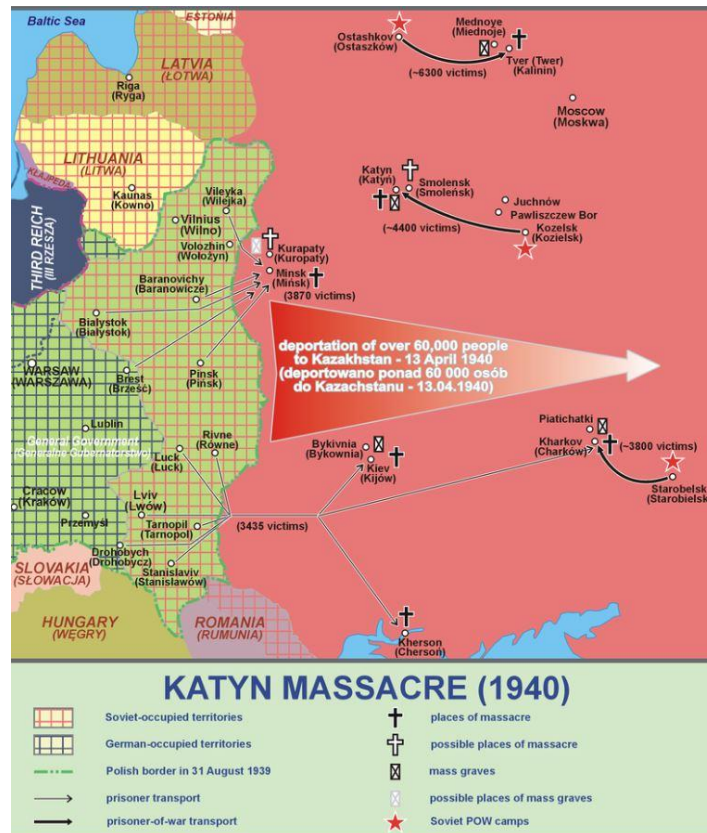 Baltic Sea
ESTONIA
LATVIA
(ŁOTWA)
Riga
(Ryga)
Ostashkov
(Ostaszków)
Mednoye
(Miednoje)
Tver (Twer)
(Kalinin)
(~6300 victims)
Moscow
(Moskwa)
LITHUANIA
(LITWA)
KŁAJPEDA
Kaunas
(Kowno)
Vileyka
(Wilejka)
Vilnius
(Wilno)
Volozhin
(Wołożyn)
Katyn
(Katyń)
Smolensk
(Smoleńsk)
Juchnów
Pawliszczew Bor
Kozelsk
(Kozielsk)
(~4400 victims)
THIRD REICH
(III RZESZA)
Kurapaty
(Kuropaty)
Minsk
(Mińsk)
(3870 victims)
Baranovichy
(Baranowicze)
Białystok
(Białystok)
deportation of over 60,000 people
to Kazakhstan - 13 April 1940
(deportowano ponad 60 000 osób
do Kazachstanu - 13.04.1940)
WARSAW
(WARSZAWA)
Brest
(Brześć)
Pinsk
(Pińsk)
Lublin
General Government
(Generalne Gubernatorstwo)
Rivne
(Równe)
Luck
(Łuck)
Bykivnia
(Bykownia)
Kiev
(Kijów)
Piatichatki
Kharkov
(Charków)
(~3800 victims)
Starobelsk
(Starobielsk)
Cracow
(Kraków)
Przemyśl
Lviv
(Lwów)
Tarnopil
(Tarnopol)
(3435 victims)
Drohobych
(Drohobycz)
Stanislaviv
(Stanisławów)
SLOVAKIA
(SŁOWACJA)
HUNGARY
(WĘGRY)
ROMANIA
(RUMUNIA)
Kherson
(Chersoń)
KATYN MASSACRE (1940)
Soviet-occupied territories
places of massacre
German-occupied territories
possible places of massacre
Polish border in 31 August 1939
mass graves
prisoner transport
possible places of mass graves
prisoner-of-war transport
Soviet POW camps